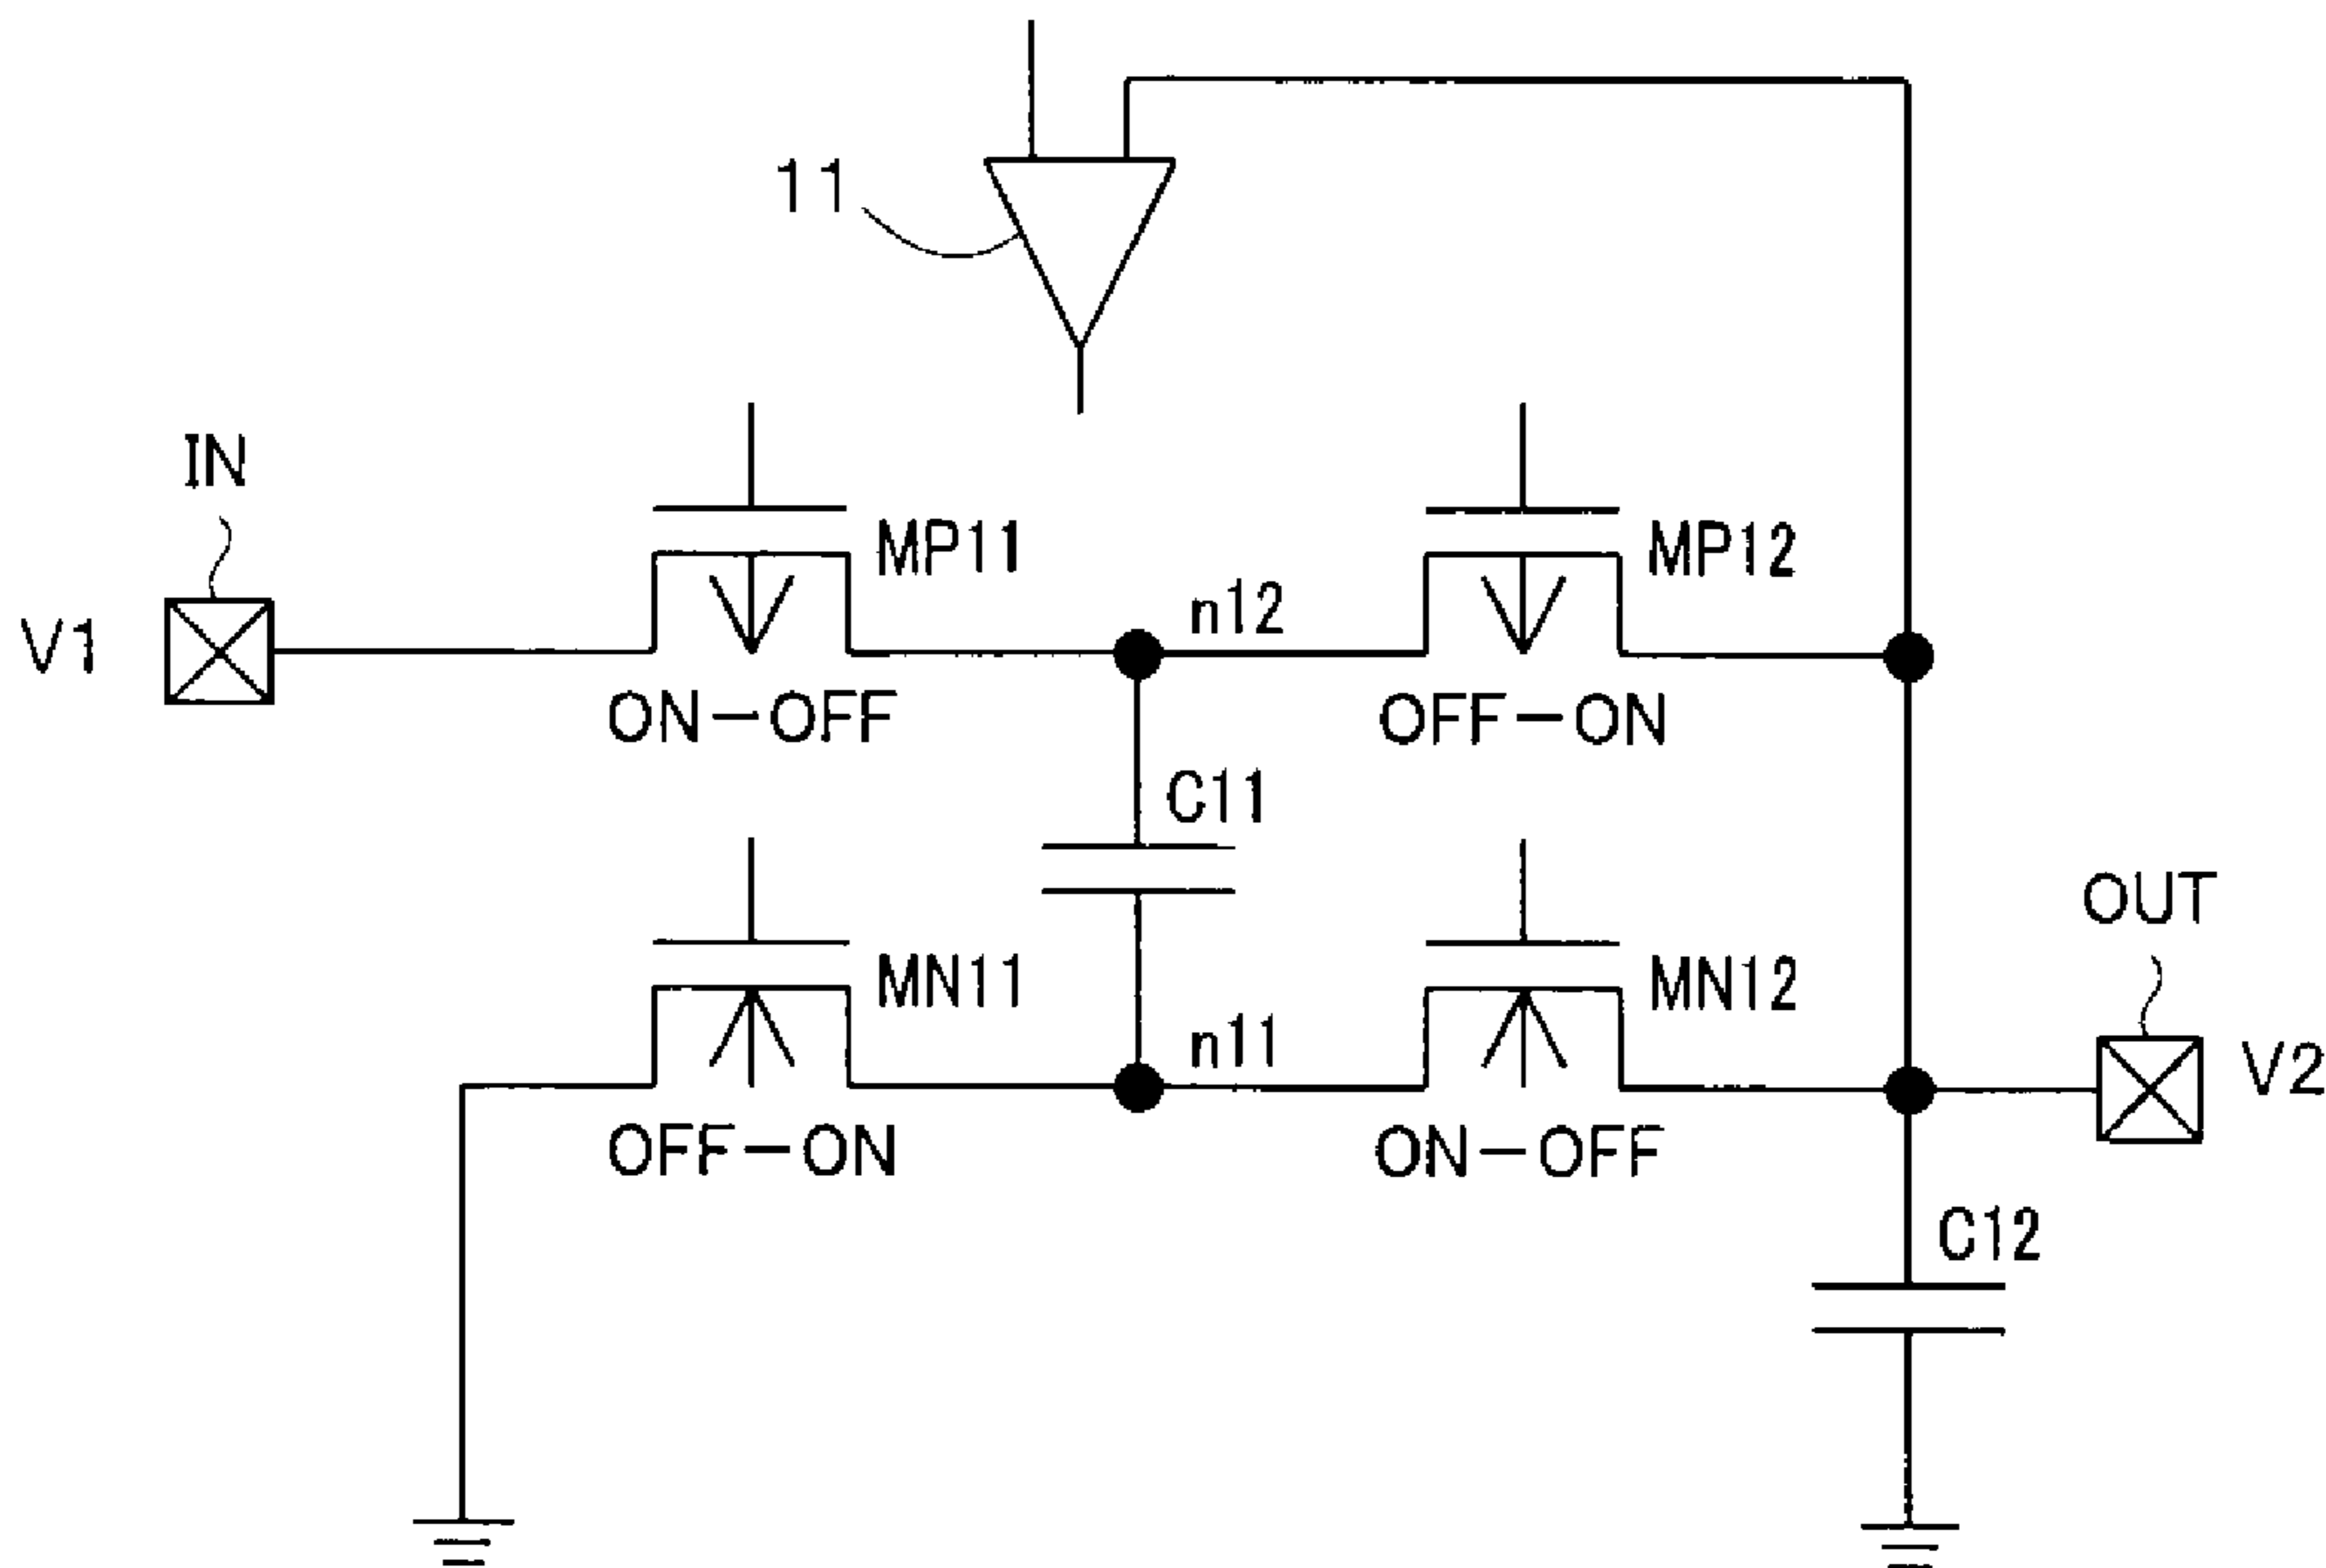 11
IN
MP11
MP12
n12
V1
ON-OFF
OFF-ON
C11
OUT
MN11
MN12
n11
V2
OFF-ON
ON-OFF
C12